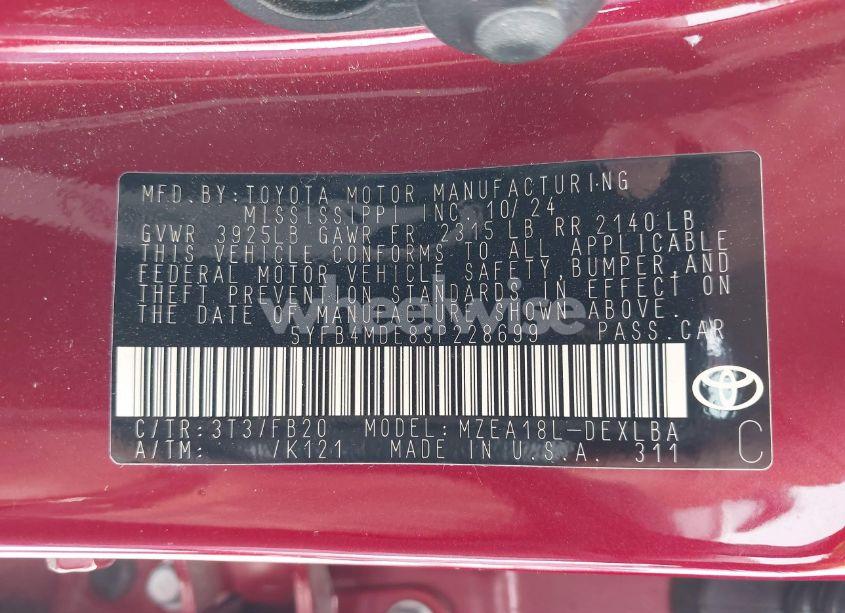 MFD. BY: TOYOTA MOTOR MANUFACTURING
MISSISSIPPI INC. 10/24
GVWR 3925LB GAWR FR 2315 LB RR 2140 LB
THIS VEHICLE CONFORMS TO ALL APPLICABLE
FEDERAL MOTOR VEHICLE SAFETY, BUMPER, AND
THEFT PREVENTION STANDARDS IN EFFECT ON
THE DATE OF MANUFACTURE SHOWN ABOVE.
wheelwise
5YFB4MDE8SP228699 PASS. CAR
C/TR: 3T3/FB20 MODEL: MZEA18L-DEXLBA
A/TM: /K121 MADE IN U.S.A. 311
C